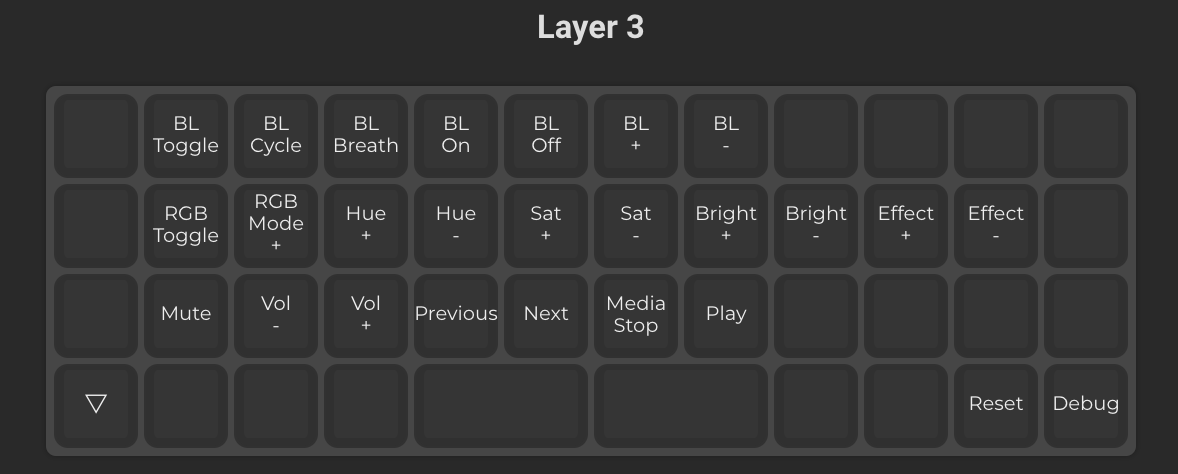 Layer 3
BL Toggle
BL Cycle
BL Breath
BL On
BL Off
BL +
BL -
RGB Toggle
RGB Mode +
Hue +
Hue -
Sat +
Sat -
Bright +
Bright -
Effect +
Effect -
Mute
Vol -
Vol +
Previous
Next
Media Stop
Play
▽
Reset
Debug